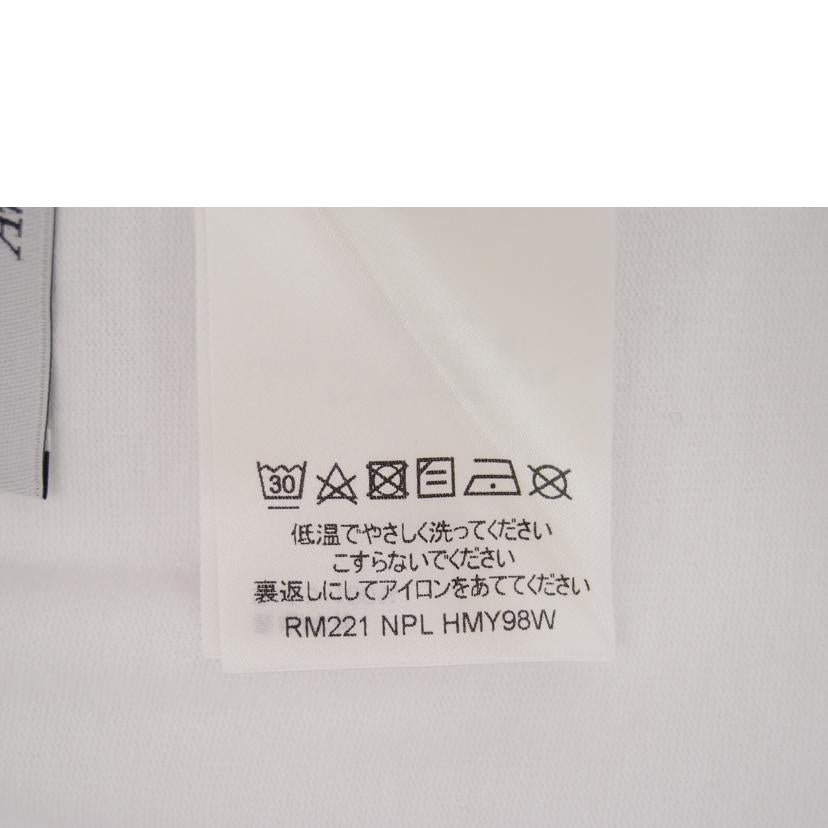 30
低温でやさしく洗ってください
こすらないでください
裏返しにしてアイロンをあててください
RM221 NPL HMY98W